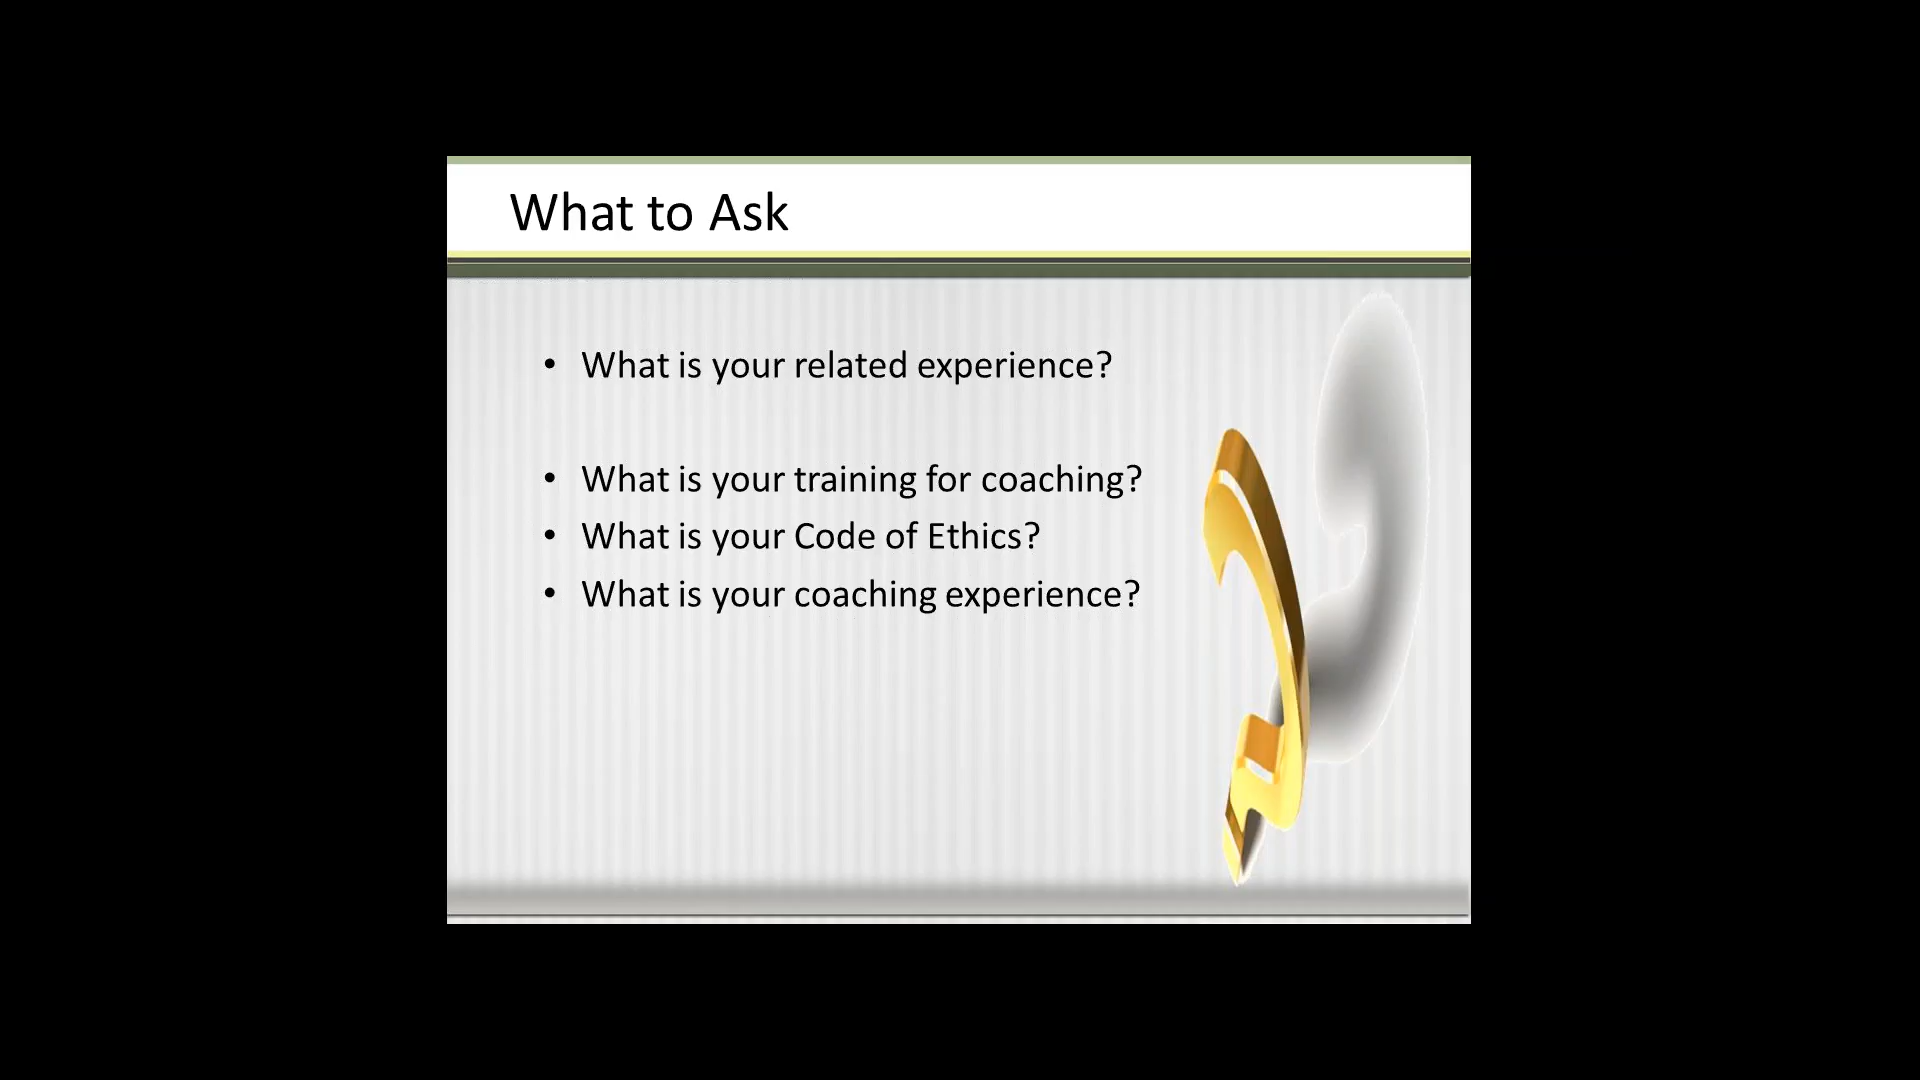 What to Ask
• What is your related experience?
• What is your training for coaching?
• What is your Code of Ethics?
• What is your coaching experience?